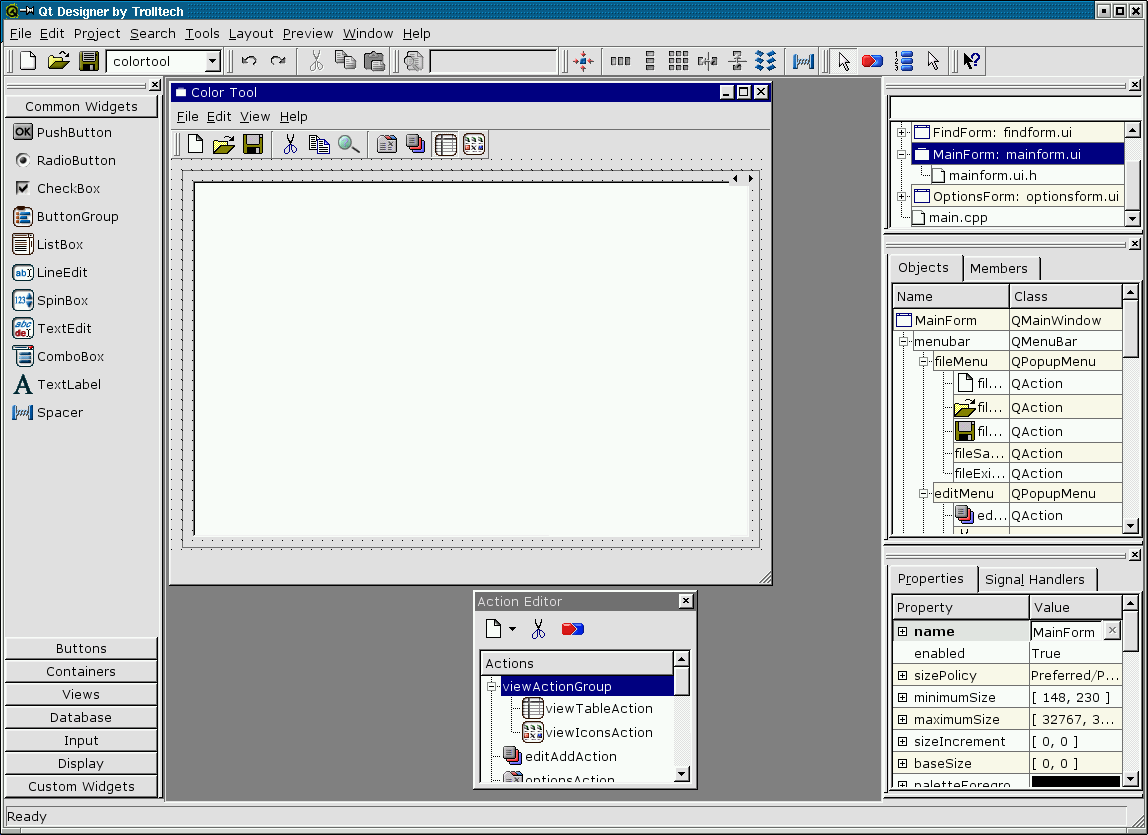 Qt Designer by Trolltech
File Edit Project Search Tools Layout Preview Window Help
colortool
Common Widgets
PushButton
RadioButton
CheckBox
ButtonGroup
ListBox
LineEdit
SpinBox
TextEdit
ComboBox
TextLabel
Spacer
Buttons
Containers
Views
Database
Input
Display
Custom Widgets
Color Tool
File Edit View Help
Action Editor
Actions
viewActionGroup
viewTableAction
viewIconsAction
editAddAction
optionsAction
FindForm: findform.ui
MainForm: mainform.ui
mainform.ui.h
OptionsForm: optionsform.ui
main.cpp
Objects Members
Name Class
MainForm QMainWindow
menubar QMenuBar
fileMenu QPopupMenu
fil... QAction
fil... QAction
fil... QAction
fileSa... QAction
fileExi... QAction
editMenu QPopupMenu
ed... QAction
Properties Signal Handlers
Property Value
name MainForm
enabled True
sizePolicy Preferred/P...
minimumSize [ 148, 230 ]
maximumSize [ 32767, 3...
sizeIncrement [ 0, 0 ]
baseSize [ 0, 0 ]
paletteForegro
Ready